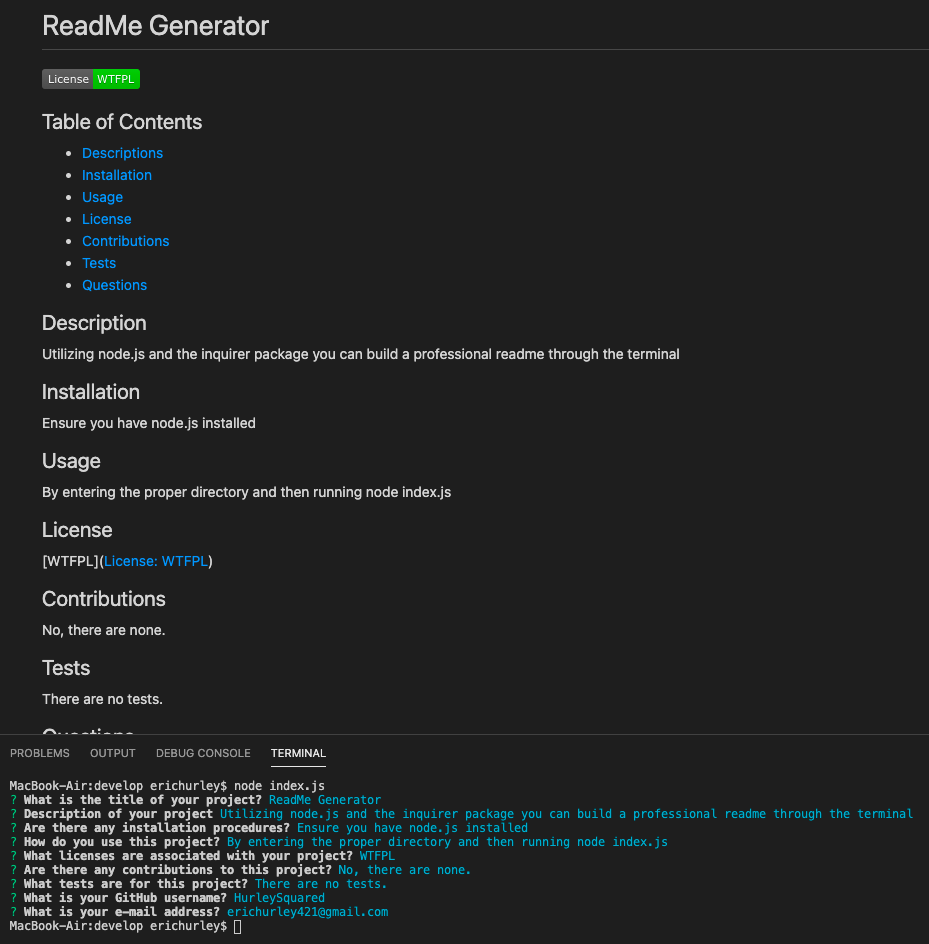 ReadMe Generator
License WTFPL
Table of Contents
Descriptions
Installation
Usage
License
Contributions
Tests
Questions
Description
Utilizing node.js and the inquirer package you can build a professional readme through the terminal
Installation
Ensure you have node.js installed
Usage
By entering the proper directory and then running node index.js
License
[WTFPL](License: WTFPL)
Contributions
No, there are none.
Tests
There are no tests.
Questions
PROBLEMS OUTPUT DEBUG CONSOLE TERMINAL
MacBook-Air:develop erichurley$ node index.js
? What is the title of your project? ReadMe Generator
? Description of your project Utilizing node.js and the inquirer package you can build a professional readme through the terminal
? Are there any installation procedures? Ensure you have node.js installed
? How do you use this project? By entering the proper directory and then running node index.js
? What licenses are associated with your project? WTFPL
? Are there any contributions to this project? No, there are none.
? What tests are for this project? There are no tests.
? What is your GitHub username? HurleySquared
? What is your e-mail address? erichurley421@gmail.com
MacBook-Air:develop erichurley$